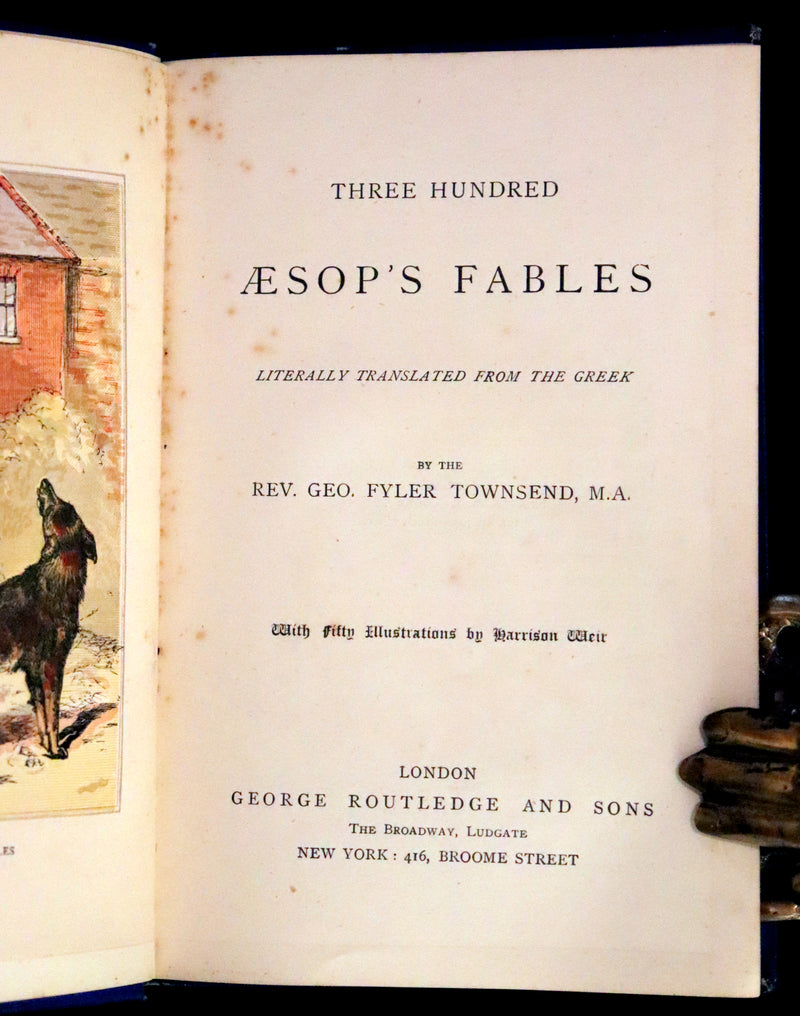 THREE HUNDRED
ÆSOP'S FABLES
LITERALLY TRANSLATED FROM THE GREEK
BY THE
REV. GEO. FYLER TOWNSEND, M.A.
With Fifty Illustrations by Harrison Weir
LONDON
GEORGE ROUTLEDGE AND SONS
THE BROADWAY, LUDGATE
NEW YORK: 416, BROOME STREET